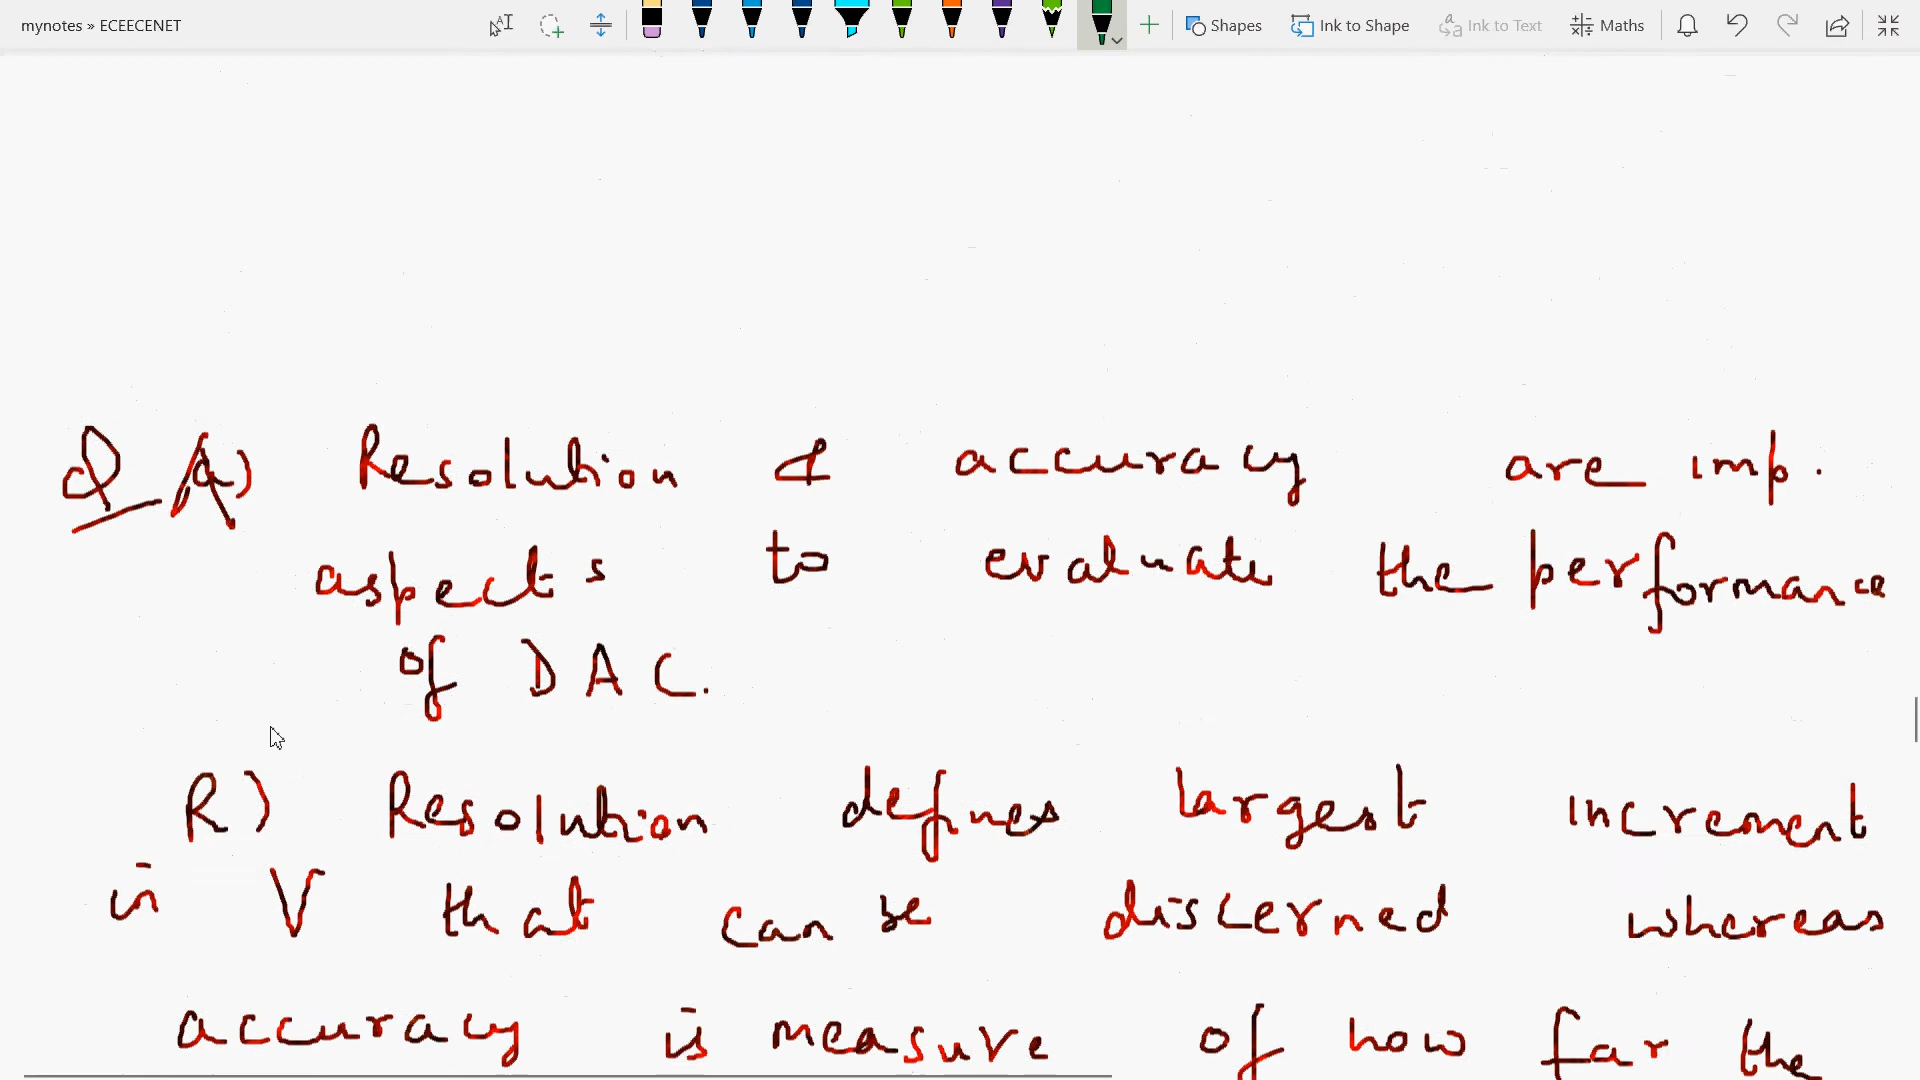 mynotes » ECEECENET
Shapes Ink to Shape Ink to Text Maths
Q A) Resolution & accuracy are imp.
aspects to evaluate the performance
of DAC.
R) Resolution defines largest increment
in V that can be discerned whereas
accuracy is measure of how far the